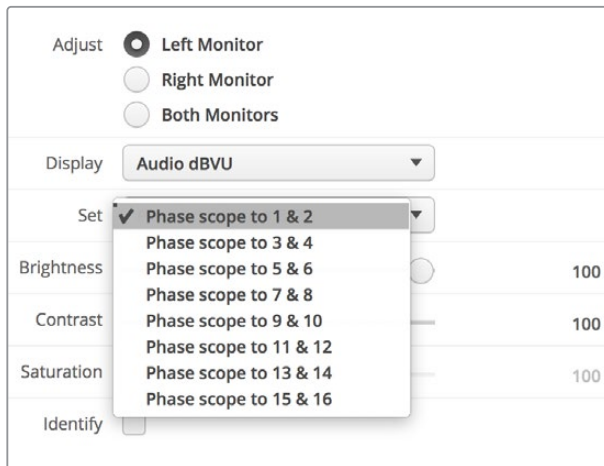 Adjust Left Monitor
Right Monitor
Both Monitors
Display Audio dBVU
Set Phase scope to 1 & 2
Phase scope to 3 & 4
Brightness Phase scope to 5 & 6 100
Phase scope to 7 & 8
Contrast Phase scope to 9 & 10 100
Phase scope to 11 & 12
Saturation Phase scope to 13 & 14 100
Phase scope to 15 & 16
Identify